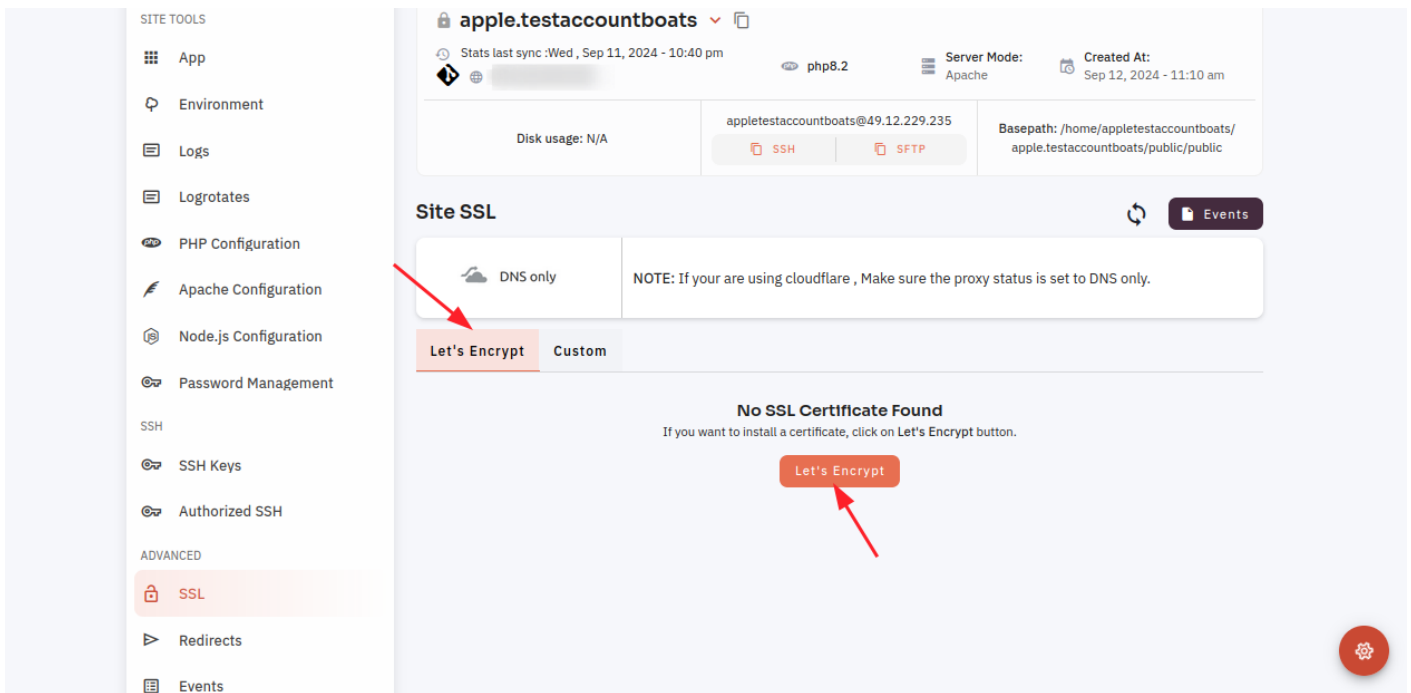 SITE TOOLS
App
Environment
Logs
Logrotates
PHP Configuration
Apache Configuration
Node.js Configuration
Password Management
SSH
SSH Keys
Authorized SSH
ADVANCED
SSL
Redirects
Events
apple.testaccountboats
Stats last sync :Wed , Sep 11, 2024 - 10:40 pm
php8.2
Server Mode:
Apache
Created At:
Sep 12, 2024 - 11:10 am
Disk usage: N/A
appletestaccountboats@49.12.229.235
SSH
SFTP
Basepath: /home/appletestaccountboats/
apple.testaccountboats/public/public
Site SSL
Events
DNS only
NOTE: If your are using cloudflare , Make sure the proxy status is set to DNS only.
Let's Encrypt
Custom
No SSL Certificate Found
If you want to install a certificate, click on Let's Encrypt button.
Let's Encrypt